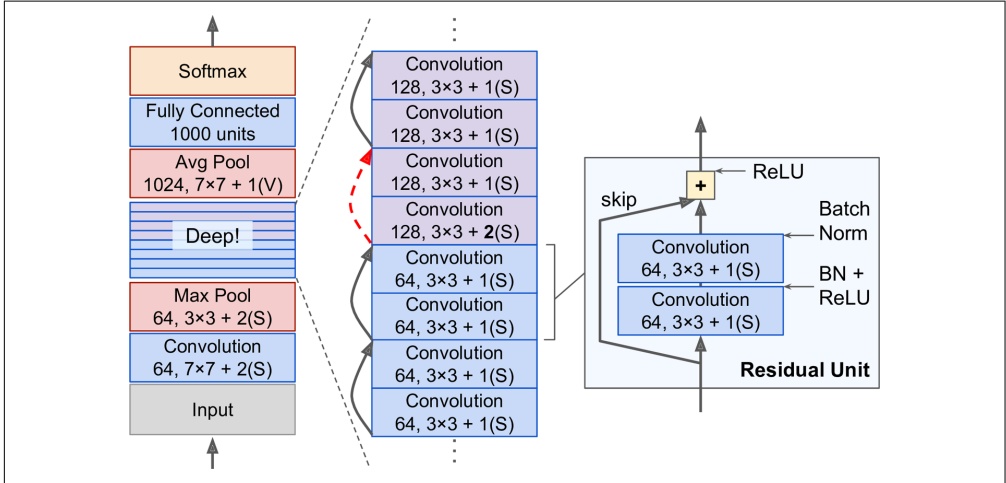 Softmax
Fully Connected
1000 units
Avg Pool
1024, 7×7 + 1(V)
Deep!
Max Pool
64, 3×3 + 2(S)
Convolution
64, 7×7 + 2(S)
Input
Convolution
128, 3×3 + 1(S)
Convolution
128, 3×3 + 1(S)
Convolution
128, 3×3 + 1(S)
Convolution
128, 3×3 + 2(S)
Convolution
64, 3×3 + 1(S)
Convolution
64, 3×3 + 1(S)
Convolution
64, 3×3 + 1(S)
Convolution
64, 3×3 + 1(S)
+
ReLU
skip
Batch
Norm
Convolution
64, 3×3 + 1(S)
BN +
ReLU
Convolution
64, 3×3 + 1(S)
Residual Unit